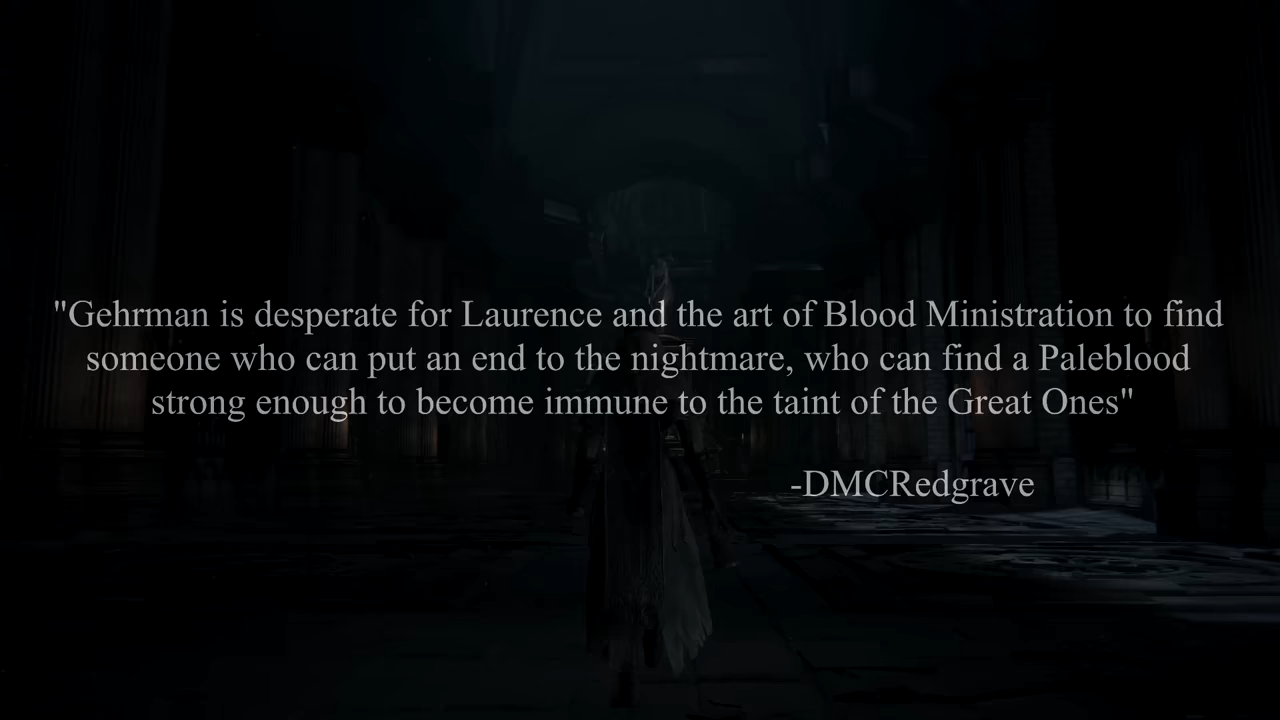 "Gehrman is desperate for Laurence and the art of Blood Ministration to find
someone who can put an end to the nightmare, who can find a Paleblood
strong enough to become immune to the taint of the Great Ones"
-DMCRedgrave